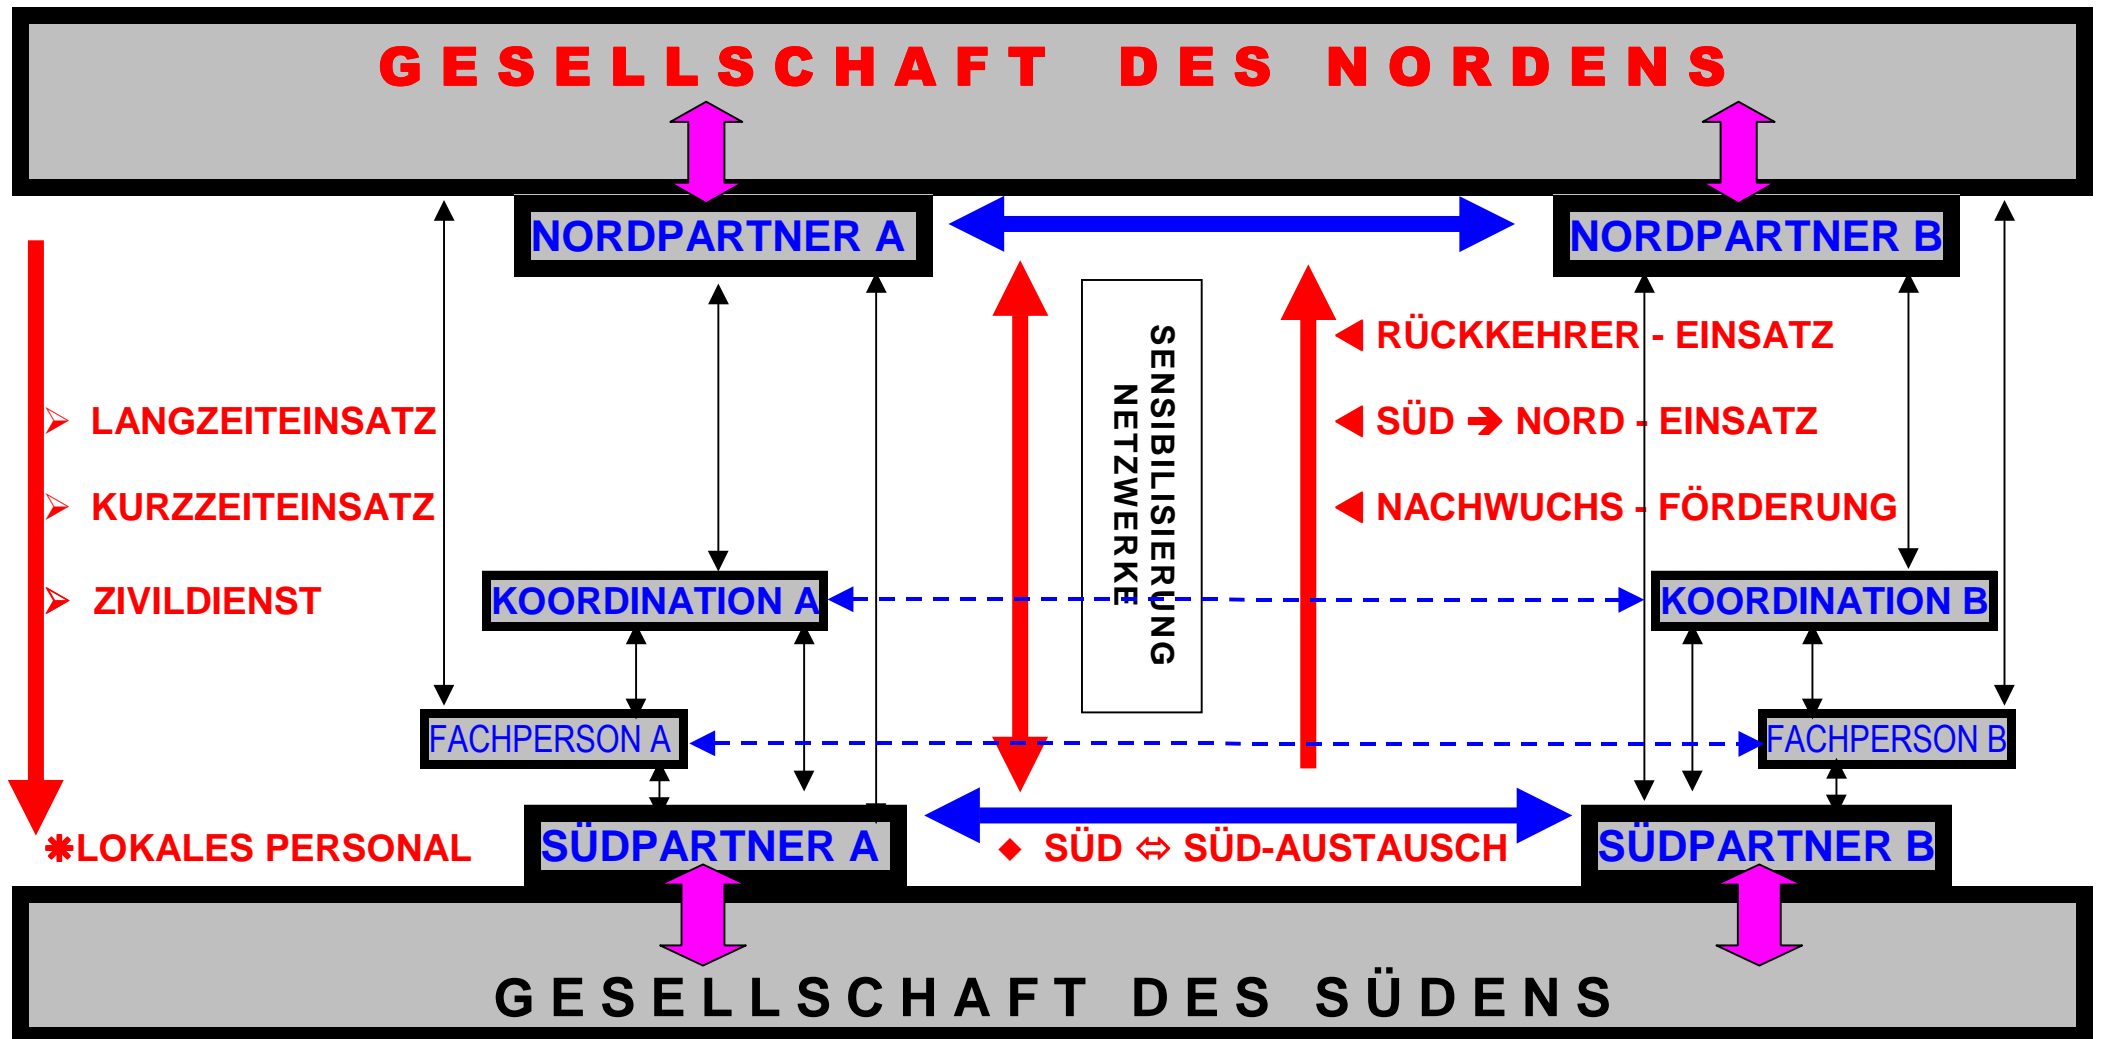 GESELLSCHAFT DES NORDENS
NORDPARTNER A
NORDPARTNER B
SENSIBILISIERUNG
NETZWERKE
RÜCKKEHRER - EINSATZ
LANGZEITEINSATZ
SÜD ➔ NORD - EINSATZ
KURZZEITEINSATZ
NACHWUCHS - FÖRDERUNG
ZIVILDIENST
KOORDINATION A
KOORDINATION B
FACHPERSON A
FACHPERSON B
LOKALES PERSONAL
SÜDPARTNER A
SÜD ⇔ SÜD-AUSTAUSCH
SÜDPARTNER B
GESELLSCHAFT DES SÜDENS